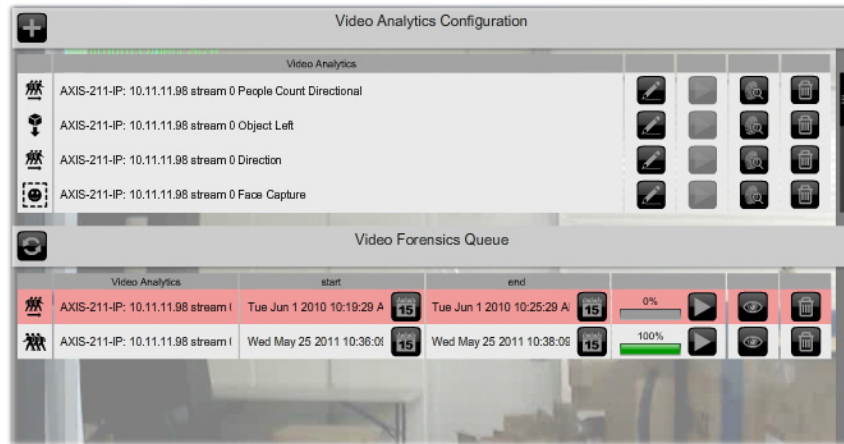 Video Analytics Configuration
Video Analytics
AXIS-211-IP: 10.11.11.98 stream 0 People Count Directional
AXIS-211-IP: 10.11.11.98 stream 0 Object Left
AXIS-211-IP: 10.11.11.98 stream 0 Direction
AXIS-211-IP: 10.11.11.98 stream 0 Face Capture
Video Forensics Queue
Video Analytics start end
AXIS-211-IP: 10.11.11.98 stream ( Tue Jun 1 2010 10:19:29 A 15 Tue Jun 1 2010 10:25:29 A 15 0%
AXIS-211-IP: 10.11.11.98 stream ( Wed May 25 2011 10:36:0 15 Wed May 25 2011 10:38:09 15 100%